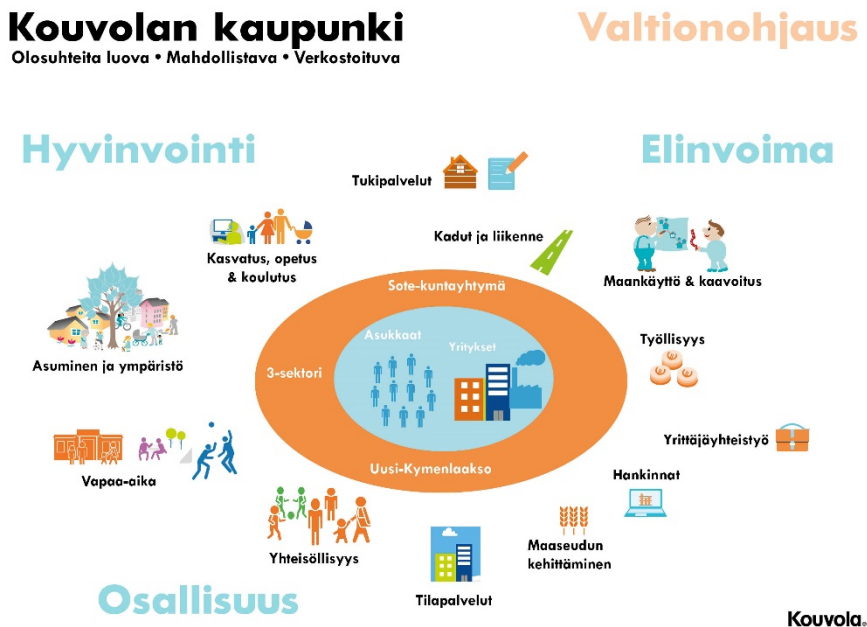 Kouvolan kaupunki
Olosuhteita luova • Mahdollistava • Verkostoituva
Valtionohjaus
Hyvinvointi
Elinvoima
Tukipalvelut
Kadut ja liikenne
Kasvatus, opetus
& koulutus
Maankäyttö & kaavoitus
Sote-kuntayhtymä
Asukkaat
Yritykset
Työllisyys
Asuminen ja ympäristö
3-sektori
Yrittäjäyhteistyö
Vapaa-aika
Uusi-Kymenlaakso
Hankinnat
Maaseudun
kehittäminen
Yhteisöllisyys
Tilapalvelut
Osallisuus
Kouvola